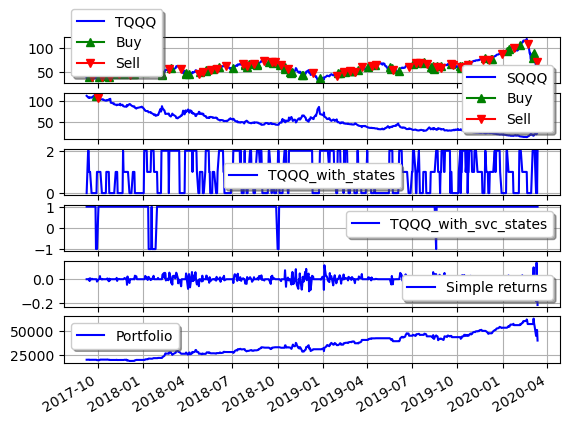 TQQQ
Buy
Sell
100
50
SQQQ
Buy
Sell
100
50
2
0
TQQQ_with_states
1
0
−1
TQQQ_with_svc_states
0.0
−0.2
Simple returns
50000
25000
Portfolio
2017-10
2018-01
2018-04
2018-07
2018-10
2019-01
2019-04
2019-07
2019-10
2020-01
2020-04